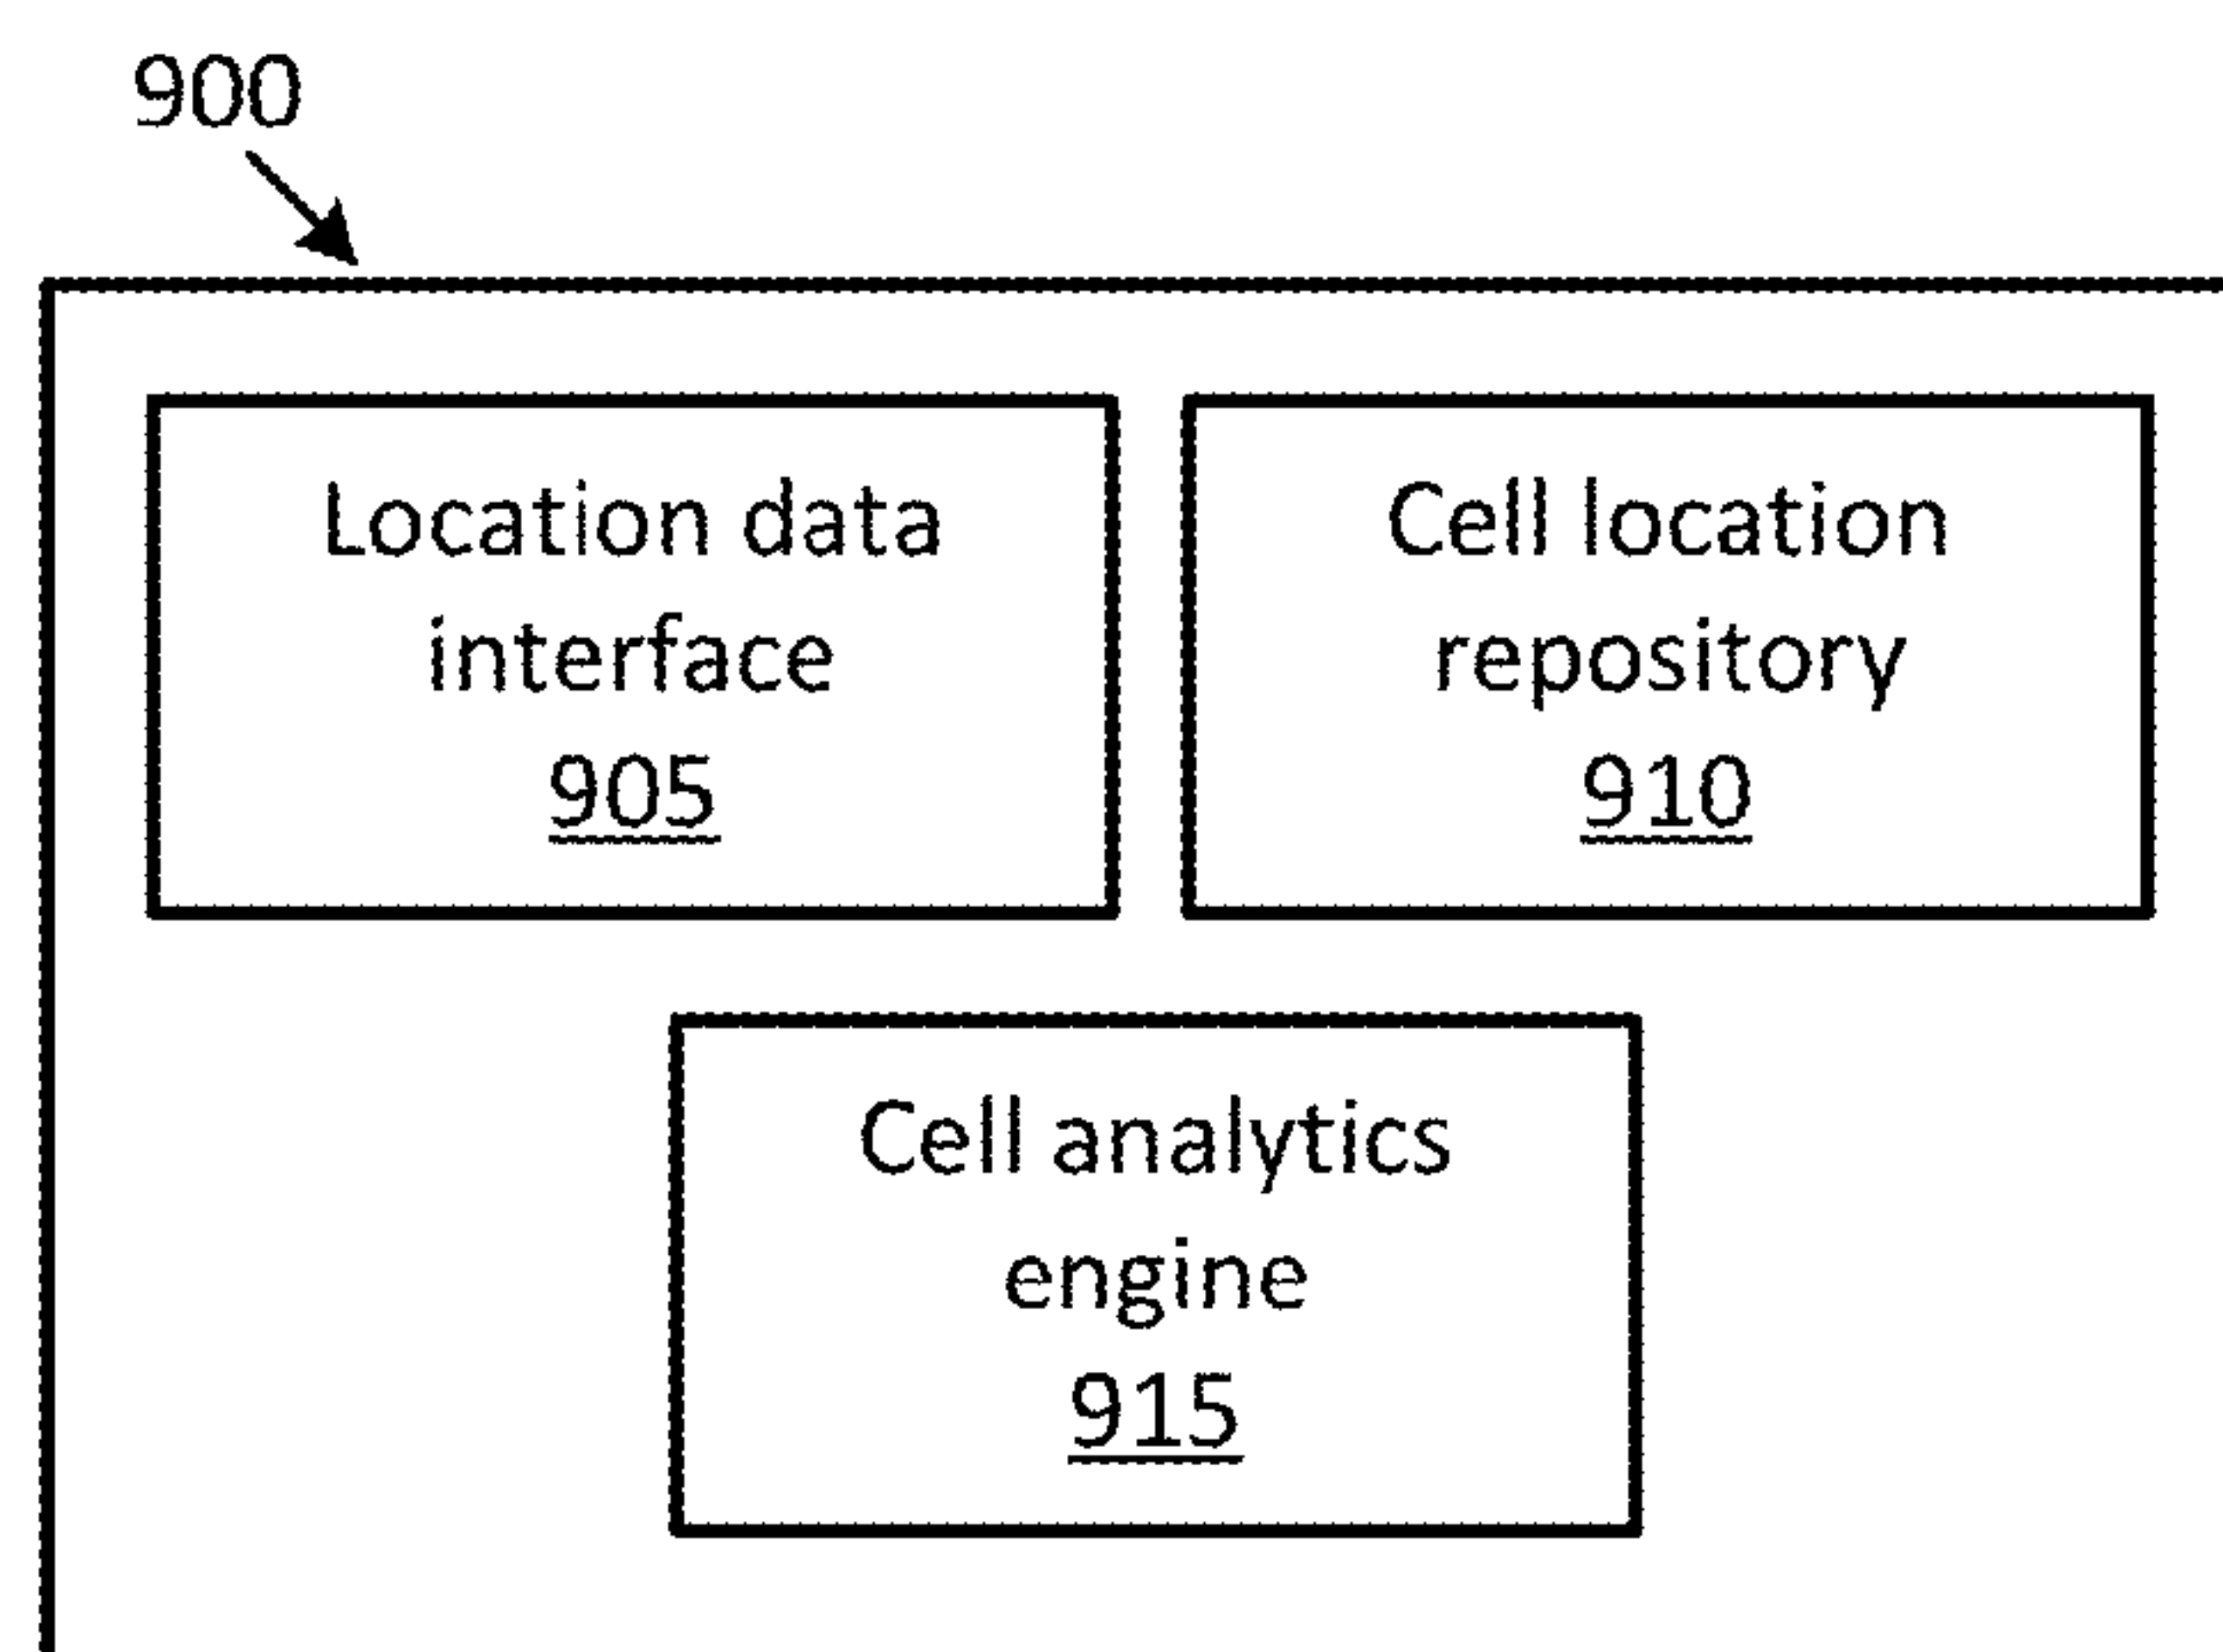 900
Location data
interface
905
Cell location
repository
910
Cell analytics
engine
915